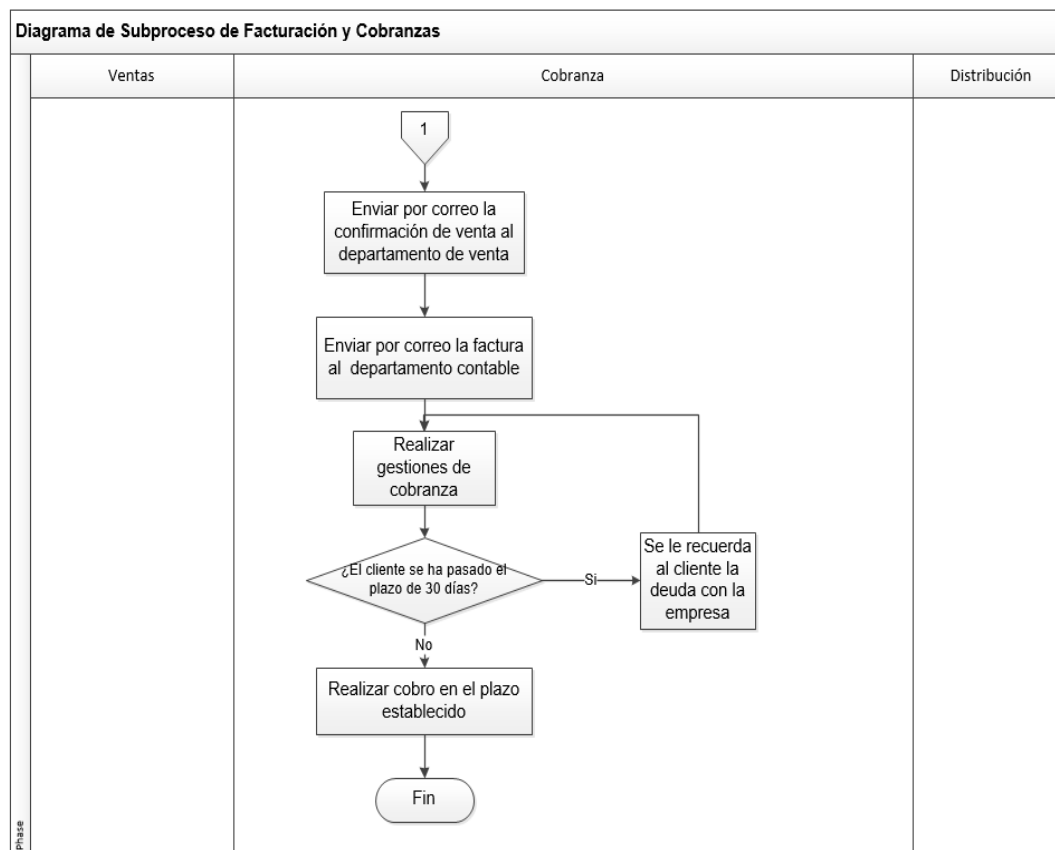 Diagrama de Subproceso de Facturación y Cobranzas
Ventas
Cobranza
Distribución
1
Enviar por correo la
confirmación de venta al
departamento de venta
Enviar por correo la factura
al departamento contable
Realizar
gestiones de
cobranza
¿El cliente se ha pasado el
plazo de 30 días?
Si
Se le recuerda
al cliente la
deuda con la
empresa
No
Realizar cobro en el plazo
establecido
Fin
Phase